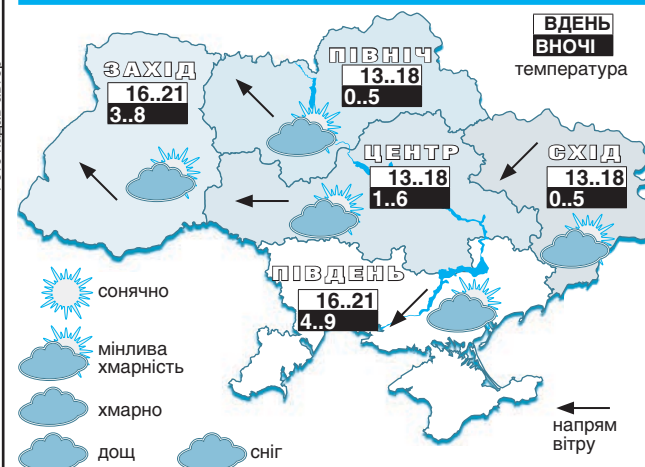 ВДЕНЬ
ВНОЧІ
температура
ПІВНІЧ
13..18
0..5
ЗАХІД
16..21
3..8
ЦЕНТР
13..18
1..6
СХІД
13..18
0..5
ПІВДЕНЬ
16..21
4..9
сонячно
мінлива
хмарність
хмарно
дощ
сніг
напрям
вітру